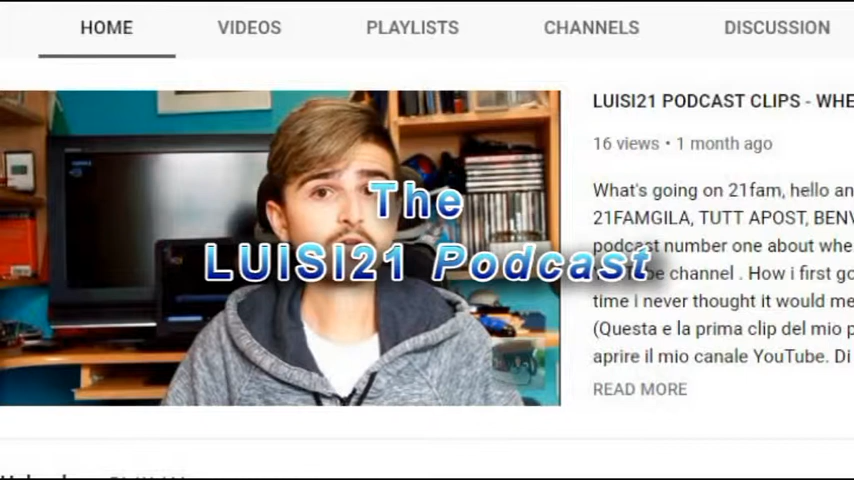 HOME VIDEOS PLAYLISTS CHANNELS DISCUSSION
The
LUISI21 Podcast
LUISI21 PODCAST CLIPS - WHE
16 views • 1 month ago
What's going on 21fam, hello an
21FAMGILA, TUTT APOST, BENV
podcast number one about whe
channel . How i first go
time i never thought it would me
(Questa e la prima clip del mio p
aprire il mio canale YouTube. Di
READ MORE